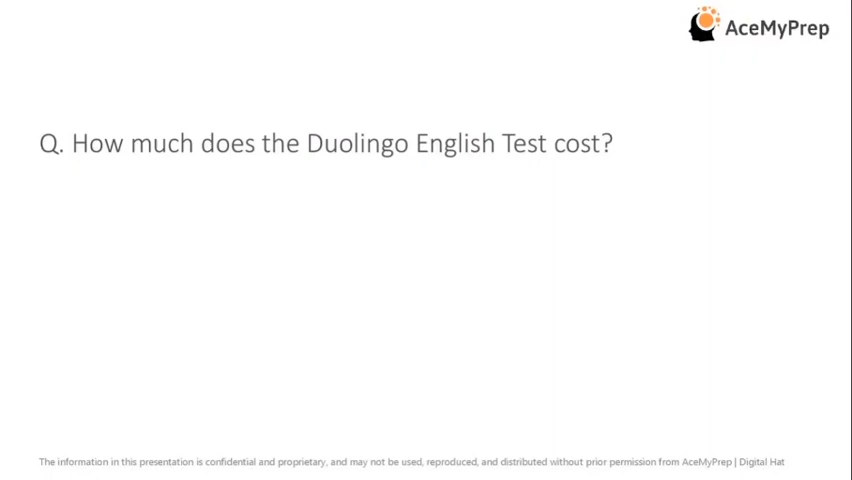 AceMyPrep
Q. How much does the Duolingo English Test cost?
The information in this presentation is confidential and proprietary, and may not be used, reproduced, and distributed without prior permission from AceMyPrep | Digital Hat